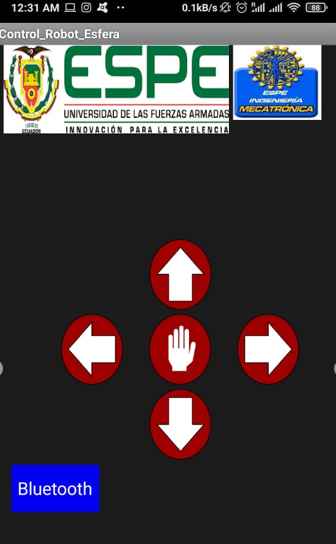 12:31 AM
0.1kB/s
88
Control_Robot_Esfera
ESPE
UNIVERSIDAD DE LAS FUERZAS ARMADAS
INNOVACIÓN PARA LA EXCELENCIA
ECUADOR
ESPE
INGENIERÍA
MECATRÓNICA
Bluetooth